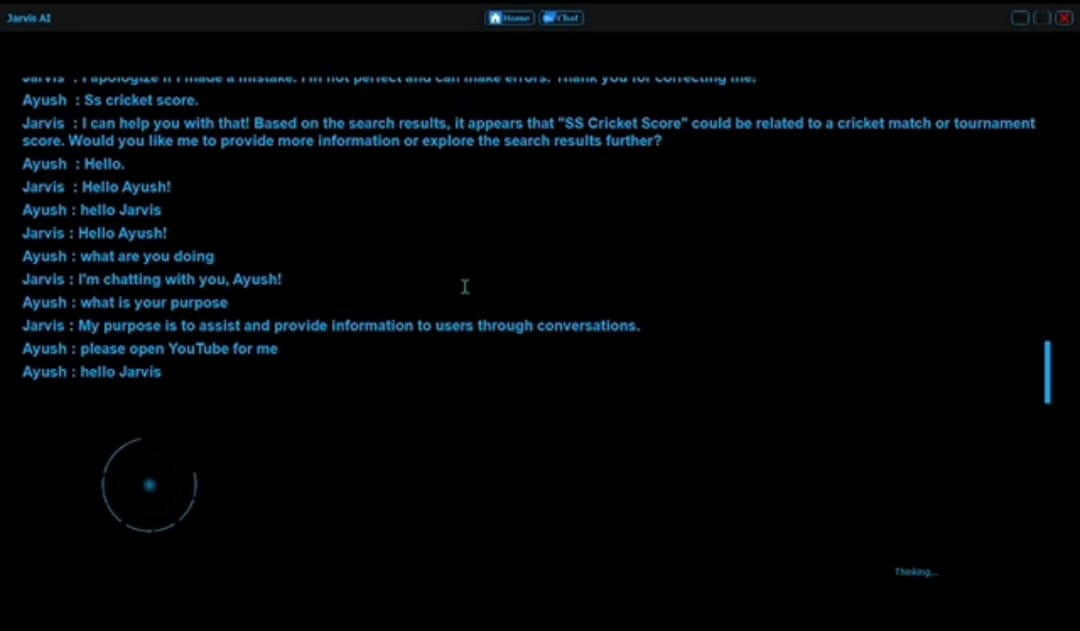 Jarvis AI
Home
Chat
Jarvis : I apologize if I made a mistake. I'm not perfect and can make errors. Thank you for correcting me!
Ayush : Ss cricket score.
Jarvis : I can help you with that! Based on the search results, it appears that "SS Cricket Score" could be related to a cricket match or tournament
score. Would you like me to provide more information or explore the search results further?
Ayush : Hello.
Jarvis : Hello Ayush!
Ayush : hello Jarvis
Jarvis : Hello Ayush!
Ayush : what are you doing
Jarvis : I'm chatting with you, Ayush!
Ayush : what is your purpose
Jarvis : My purpose is to assist and provide information to users through conversations.
Ayush : please open YouTube for me
Ayush : hello Jarvis
Thinking...